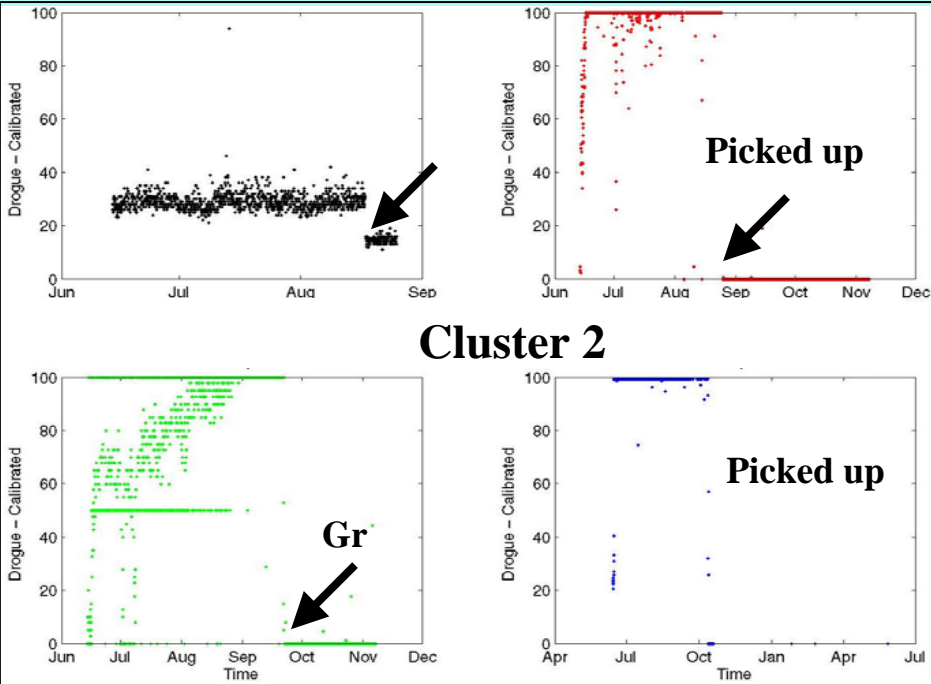 100
80
60
40
20
0
Drogue – Calibrated
Jun Jul Aug Sep
100
80
60
40
20
0
Drogue – Calibrated
Picked up
Jun Jul Aug Sep Oct Nov Dec
Cluster 2
100
80
60
40
20
0
Drogue – Calibrated
Gr
Jun Jul Aug Sep Oct Nov Dec
Time
100
80
60
40
20
0
Drogue – Calibrated
Picked up
Apr Jul Oct Jan Apr Jul
Time